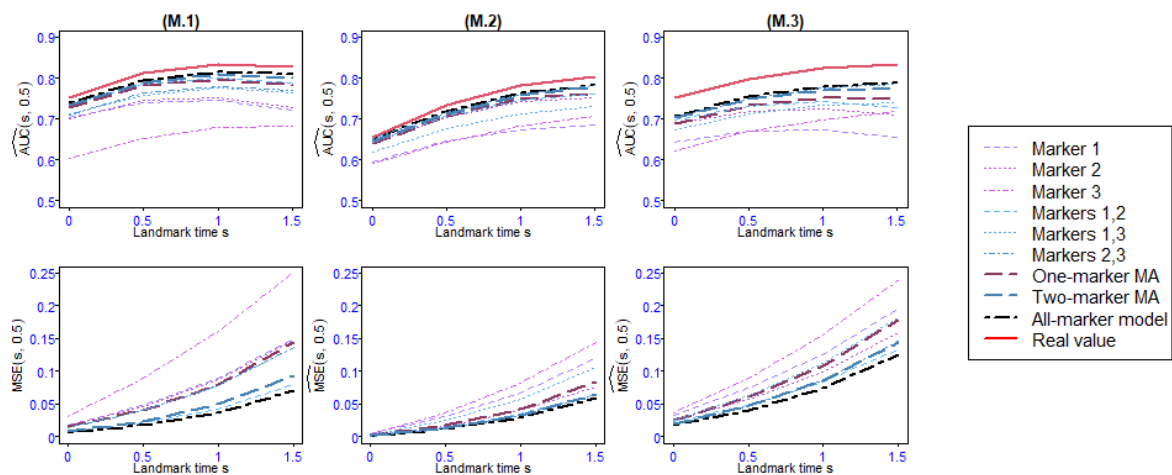 (M.1)
(M.2)
(M.3)
0.9
0.8
0.7
0.6
0.5
AUC(s, 0.5)
0 0.5 1 1.5
Landmark time s
0.9
0.8
0.7
0.6
0.5
AUC(s, 0.5)
0 0.5 1 1.5
Landmark time s
0.9
0.8
0.7
0.6
0.5
AUC(s, 0.5)
0 0.5 1 1.5
Landmark time s
0.25
0.2
0.15
0.1
0.05
0
MSE(s, 0.5)
0 0.5 1 1.5
Landmark time s
0.25
0.2
0.15
0.1
0.05
0
MSE(s, 0.5)
0 0.5 1 1.5
Landmark time s
0.25
0.2
0.15
0.1
0.05
0
MSE(s, 0.5)
0 0.5 1 1.5
Landmark time s
Marker 1
Marker 2
Marker 3
Markers 1,2
Markers 1,3
Markers 2,3
One-marker MA
Two-marker MA
All-marker model
Real value